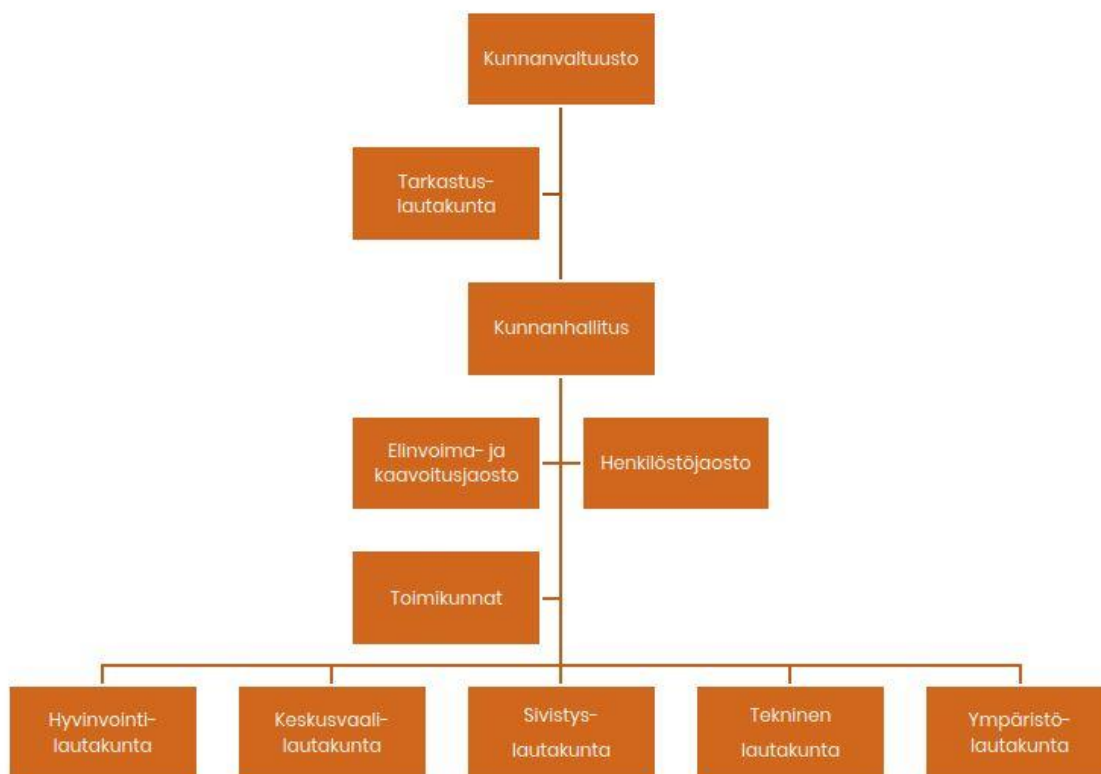 Kunnanvaltuusto
Tarkastus-
lautakunta
Kunnanhallitus
Elinvoima- ja
kaavoitusjaosto
Henkilöstöjaosto
Toimikunnat
Hyvinvointi-
lautakunta
Keskusvaali-
lautakunta
Sivistys-
lautakunta
Tekninen
lautakunta
Ympäristö-
lautakunta